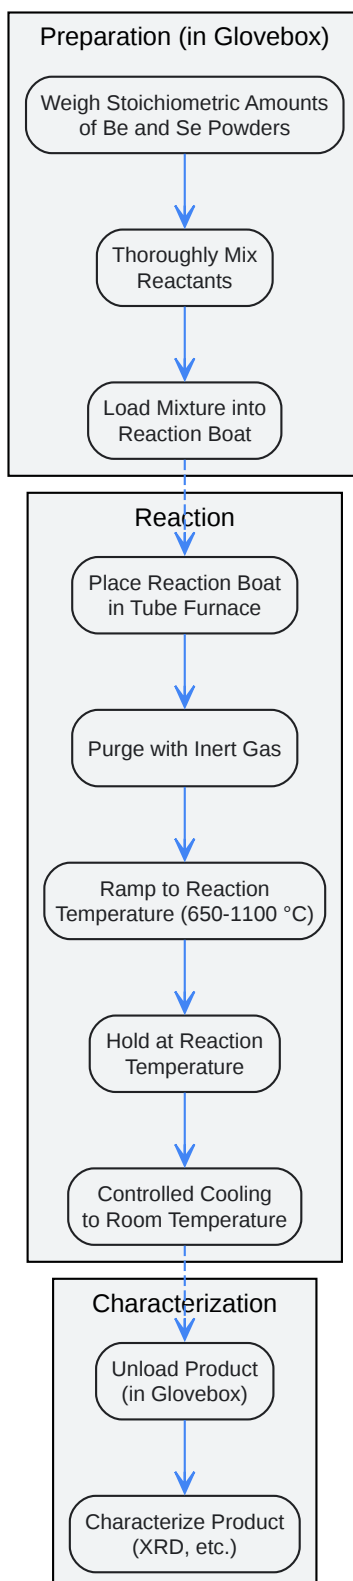 Preparation (in Glovebox)
Weigh Stoichiometric Amounts
of Be and Se Powders
Thoroughly Mix
Reactants
Load Mixture into
Reaction Boat
Reaction
Place Reaction Boat
in Tube Furnace
Purge with Inert Gas
Ramp to Reaction
Temperature (650-1100 °C)
Hold at Reaction
Temperature
Controlled Cooling
to Room Temperature
Characterization
Unload Product
(in Glovebox)
Characterize Product
(XRD, etc.)